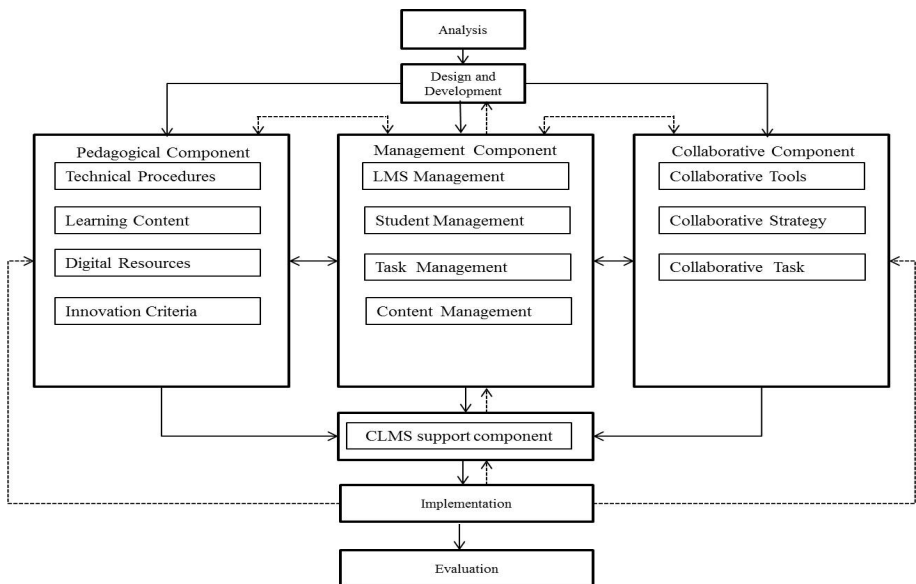 Analysis
Design and
Development
Pedagogical Component
Technical Procedures
Learning Content
Digital Resources
Innovation Criteria
Management Component
LMS Management
Student Management
Task Management
Content Management
Collaborative Component
Collaborative Tools
Collaborative Strategy
Collaborative Task
CLMS support component
Implementation
Evaluation